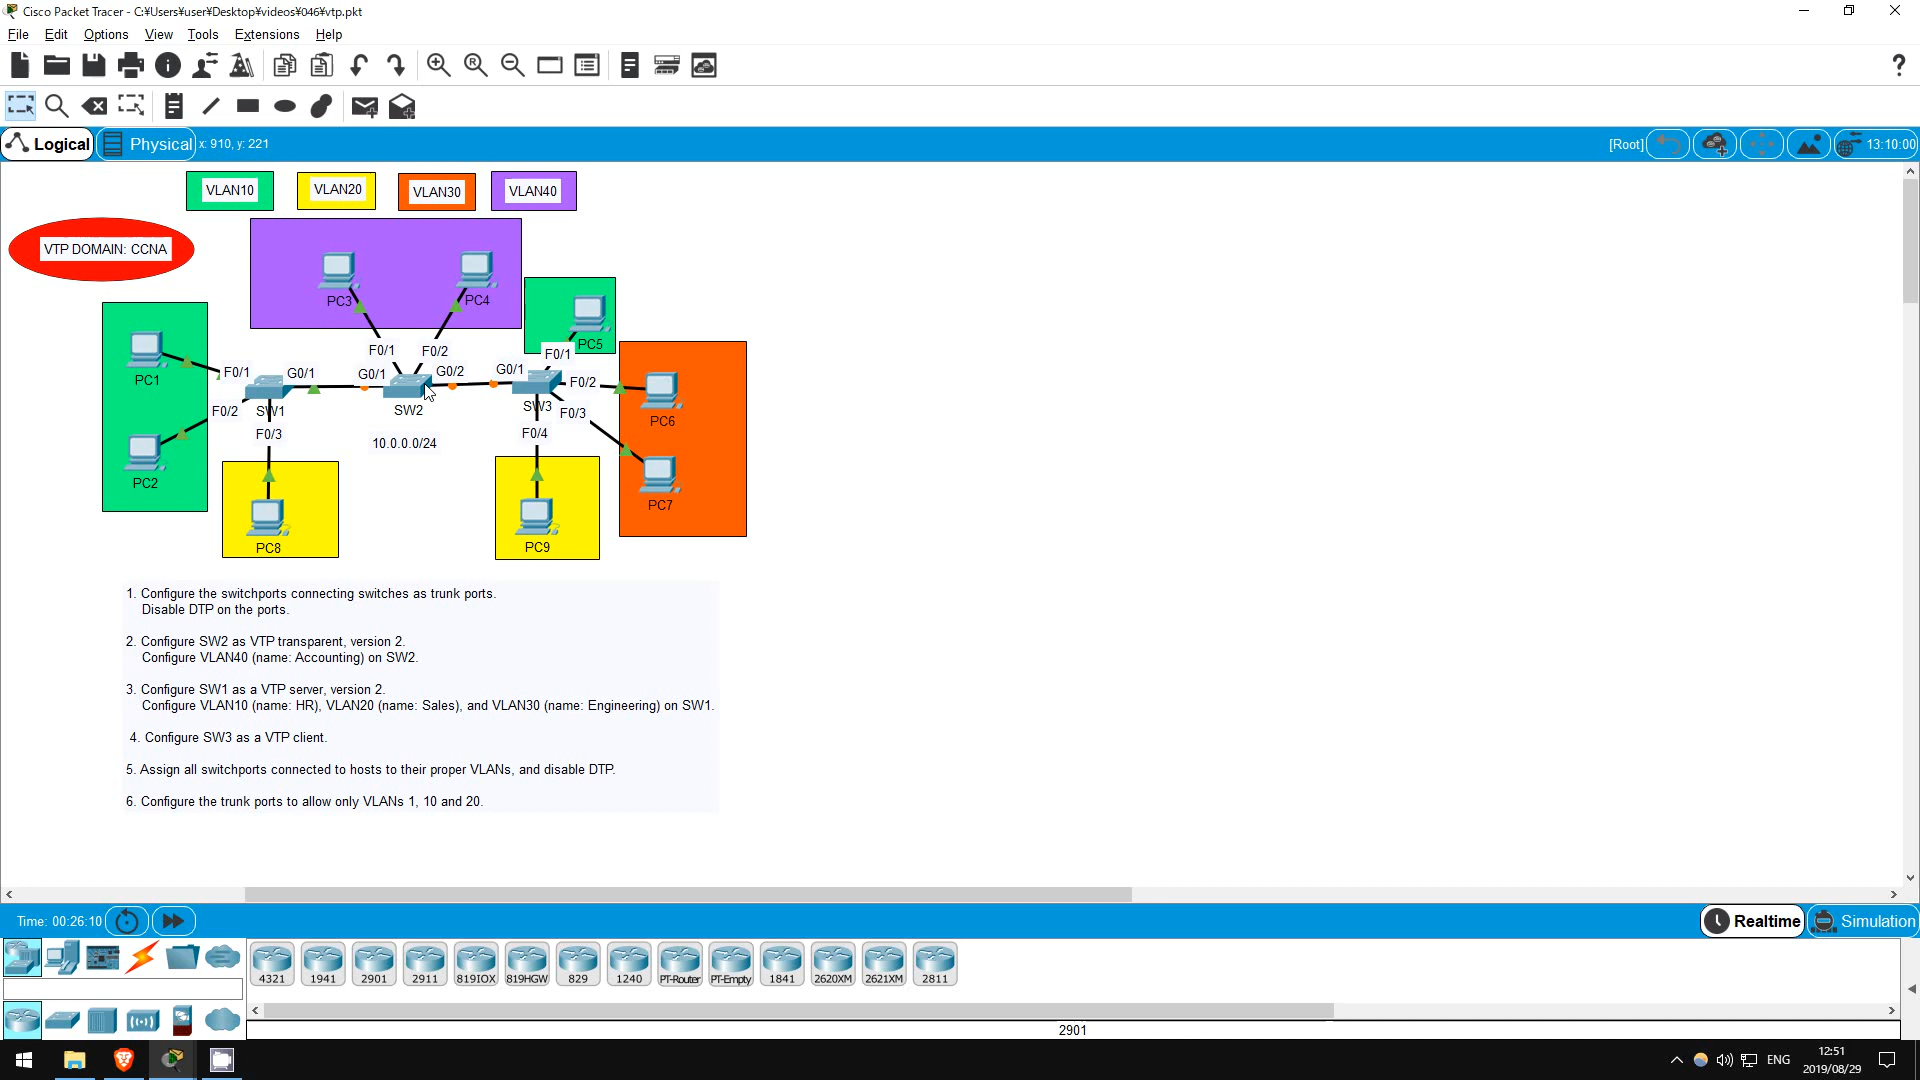 Cisco Packet Tracer - C:¥Users¥user¥Desktop¥videos¥046¥vtp.pkt
File Edit Options View Tools Extensions Help
?
Logical Physical x: 910, y: 221 [Root] 13:10:00
VLAN10 VLAN20 VLAN30 VLAN40
VTP DOMAIN: CCNA
PC3 PC4
PC5
F0/1 F0/2 F0/1
G0/1 G0/1 G0/2 G0/1
F0/1 F0/2
PC1
SW1 SW2 SW3
F0/2 F0/3 PC6
F0/3 10.0.0.0/24 F0/4
PC2 PC7
PC8 PC9
1. Configure the switchports connecting switches as trunk ports.
Disable DTP on the ports.
2. Configure SW2 as VTP transparent, version 2.
Configure VLAN40 (name: Accounting) on SW2.
3. Configure SW1 as a VTP server, version 2.
Configure VLAN10 (name: HR), VLAN20 (name: Sales), and VLAN30 (name: Engineering) on SW1.
4. Configure SW3 as a VTP client.
5. Assign all switchports connected to hosts to their proper VLANs, and disable DTP.
6. Configure the trunk ports to allow only VLANs 1, 10 and 20.
Time: 00:26:10 Realtime Simulation
4321 1941 2901 2911 819IOX 819HGW 829 1240 PT-Router PT-Empty 1841 2620XM 2621XM 2811
2901
ENG 12:51
2019/08/29